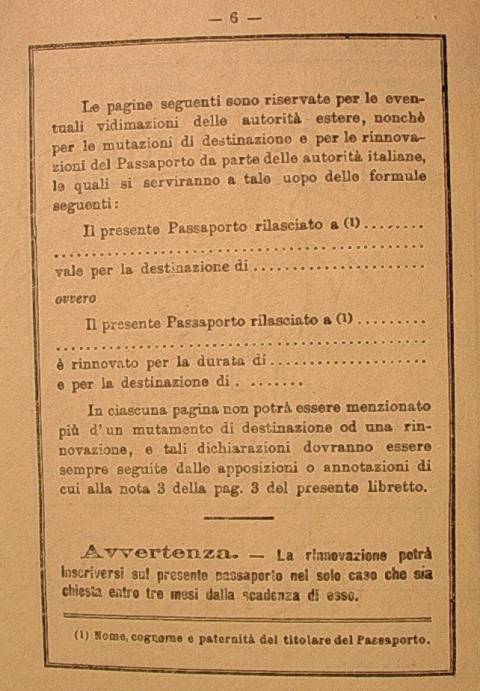 — 6 —
Le pagine seguenti sono riservate per le even-
tuali vidimazioni delle autorità estere, nonchè
per le mutazioni di destinazione e per le rinnova-
zioni del Passaporto da parte delle autorità italiane,
le quali si serviranno a tale uopo delle formule
seguenti:
Il presente Passaporto rilasciato a (1) ........
................................................
vale per la destinazione di ......................
ovvero
Il presente Passaporto rilasciato a (1) .........
................................................
è rinnovato per la durata di ....................
e per la destinazione di . .......
In ciascuna pagina non potrà essere menzionato
più d'un mutamento di destinazione od una rin-
novazione, e tali dichiarazioni dovranno essere
sempre seguite dalle apposizioni o annotazioni di
cui alla nota 3 della pag. 3 del presente libretto.
Avvertenza. — La rinnovazione potrà
inscriversi sul presente passaporto nel solo caso che sia
chiesta entro tre mesi dalla scadenza di esso.
(1) Nome, cognome e paternità del titolare del Passaporto.